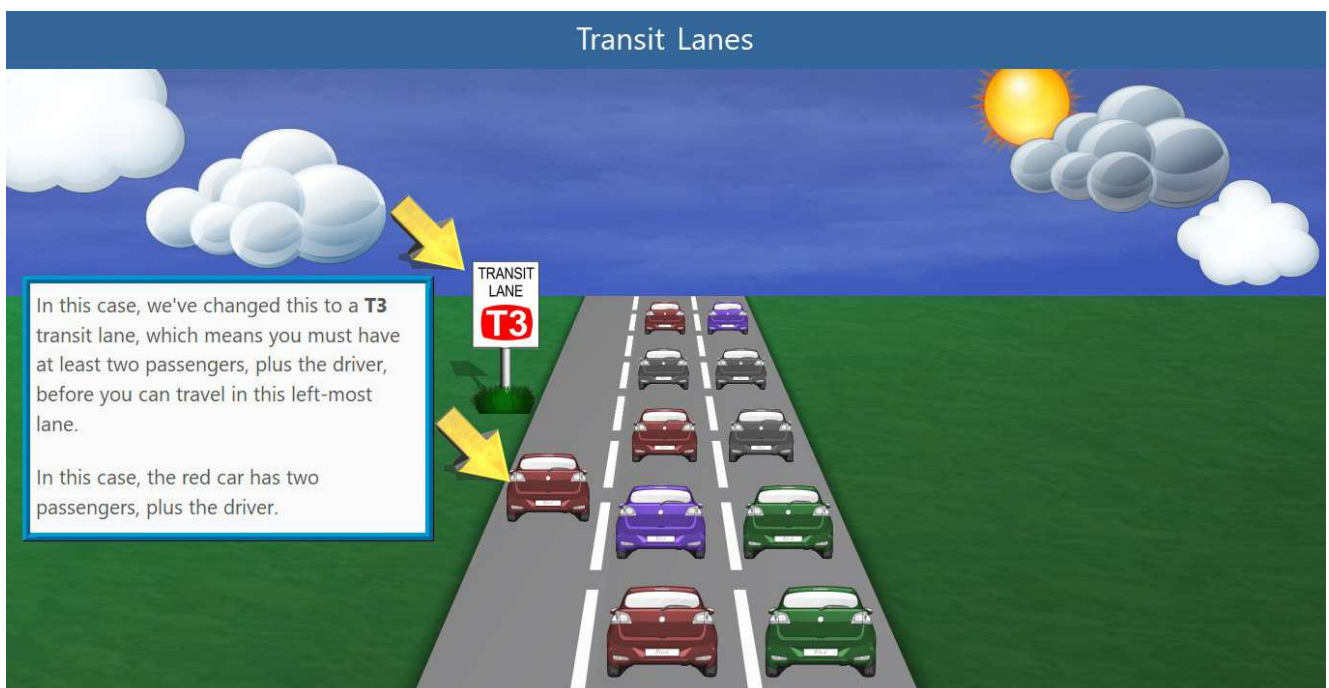 Transit Lanes
TRANSIT
LANE
T3
In this case, we've changed this to a T3
transit lane, which means you must have
at least two passengers, plus the driver,
before you can travel in this left-most
lane.
In this case, the red car has two
passengers, plus the driver.